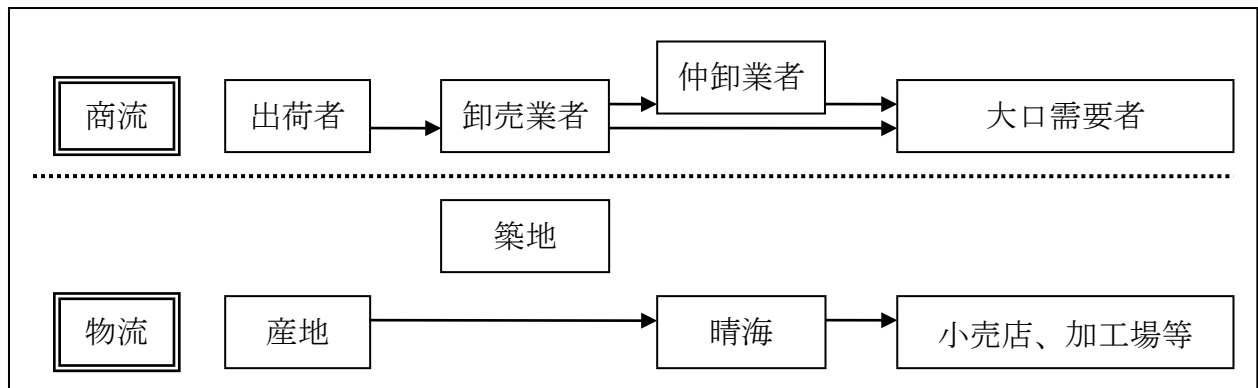 商流
出荷者
卸売業者
仲卸業者
大口需要者
築地
物流
産地
晴海
小売店、加工場等